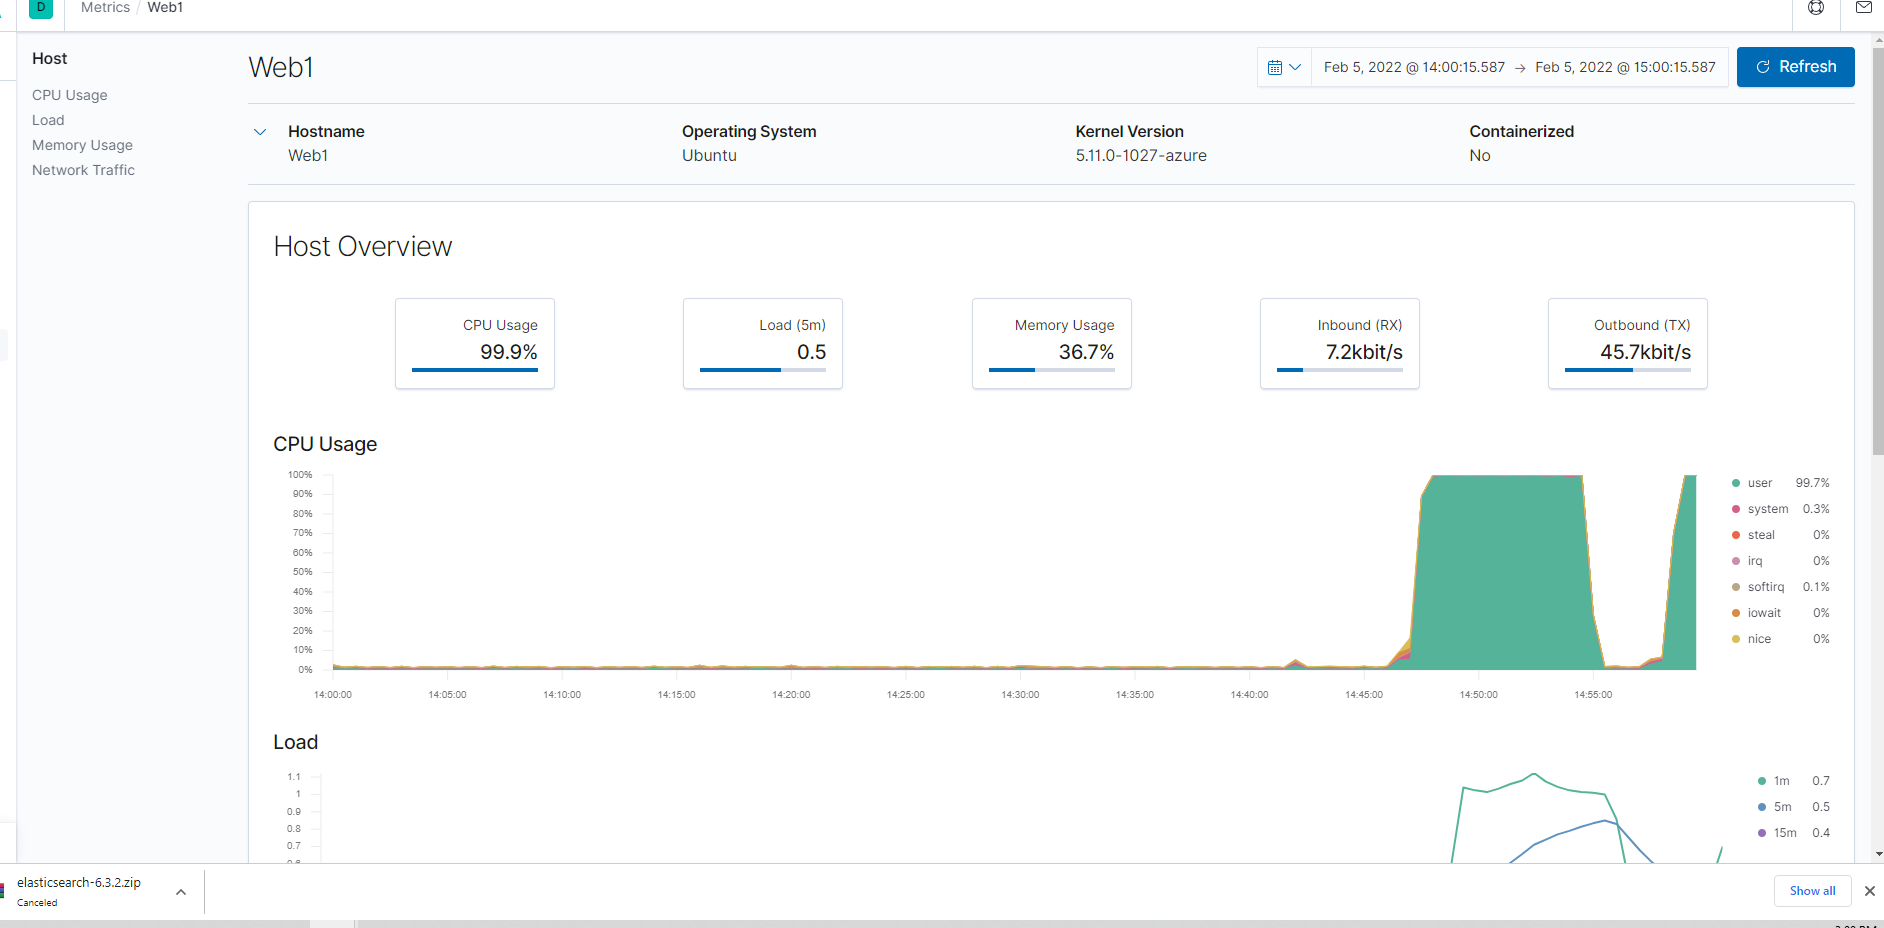 D
Metrics / Web1
Host
CPU Usage
Load
Memory Usage
Network Traffic
Web1
Feb 5, 2022 @ 14:00:15.587 → Feb 5, 2022 @ 15:00:15.587
Refresh
Hostname
Web1
Operating System
Ubuntu
Kernel Version
5.11.0-1027-azure
Containerized
No
Host Overview
CPU Usage
99.9%
Load (5m)
0.5
Memory Usage
36.7%
Inbound (RX)
7.2kbit/s
Outbound (TX)
45.7kbit/s
CPU Usage
100%
90%
80%
70%
60%
50%
40%
30%
20%
10%
0%
14:00:00 14:05:00 14:10:00 14:15:00 14:20:00 14:25:00 14:30:00 14:35:00 14:40:00 14:45:00 14:50:00 14:55:00
user 99.7%
system 0.3%
steal 0%
irq 0%
softirq 0.1%
iowait 0%
nice 0%
Load
1.1
1
0.9
0.8
0.7
1m 0.7
5m 0.5
15m 0.4
elasticsearch-6.3.2.zip
Canceled
Show all